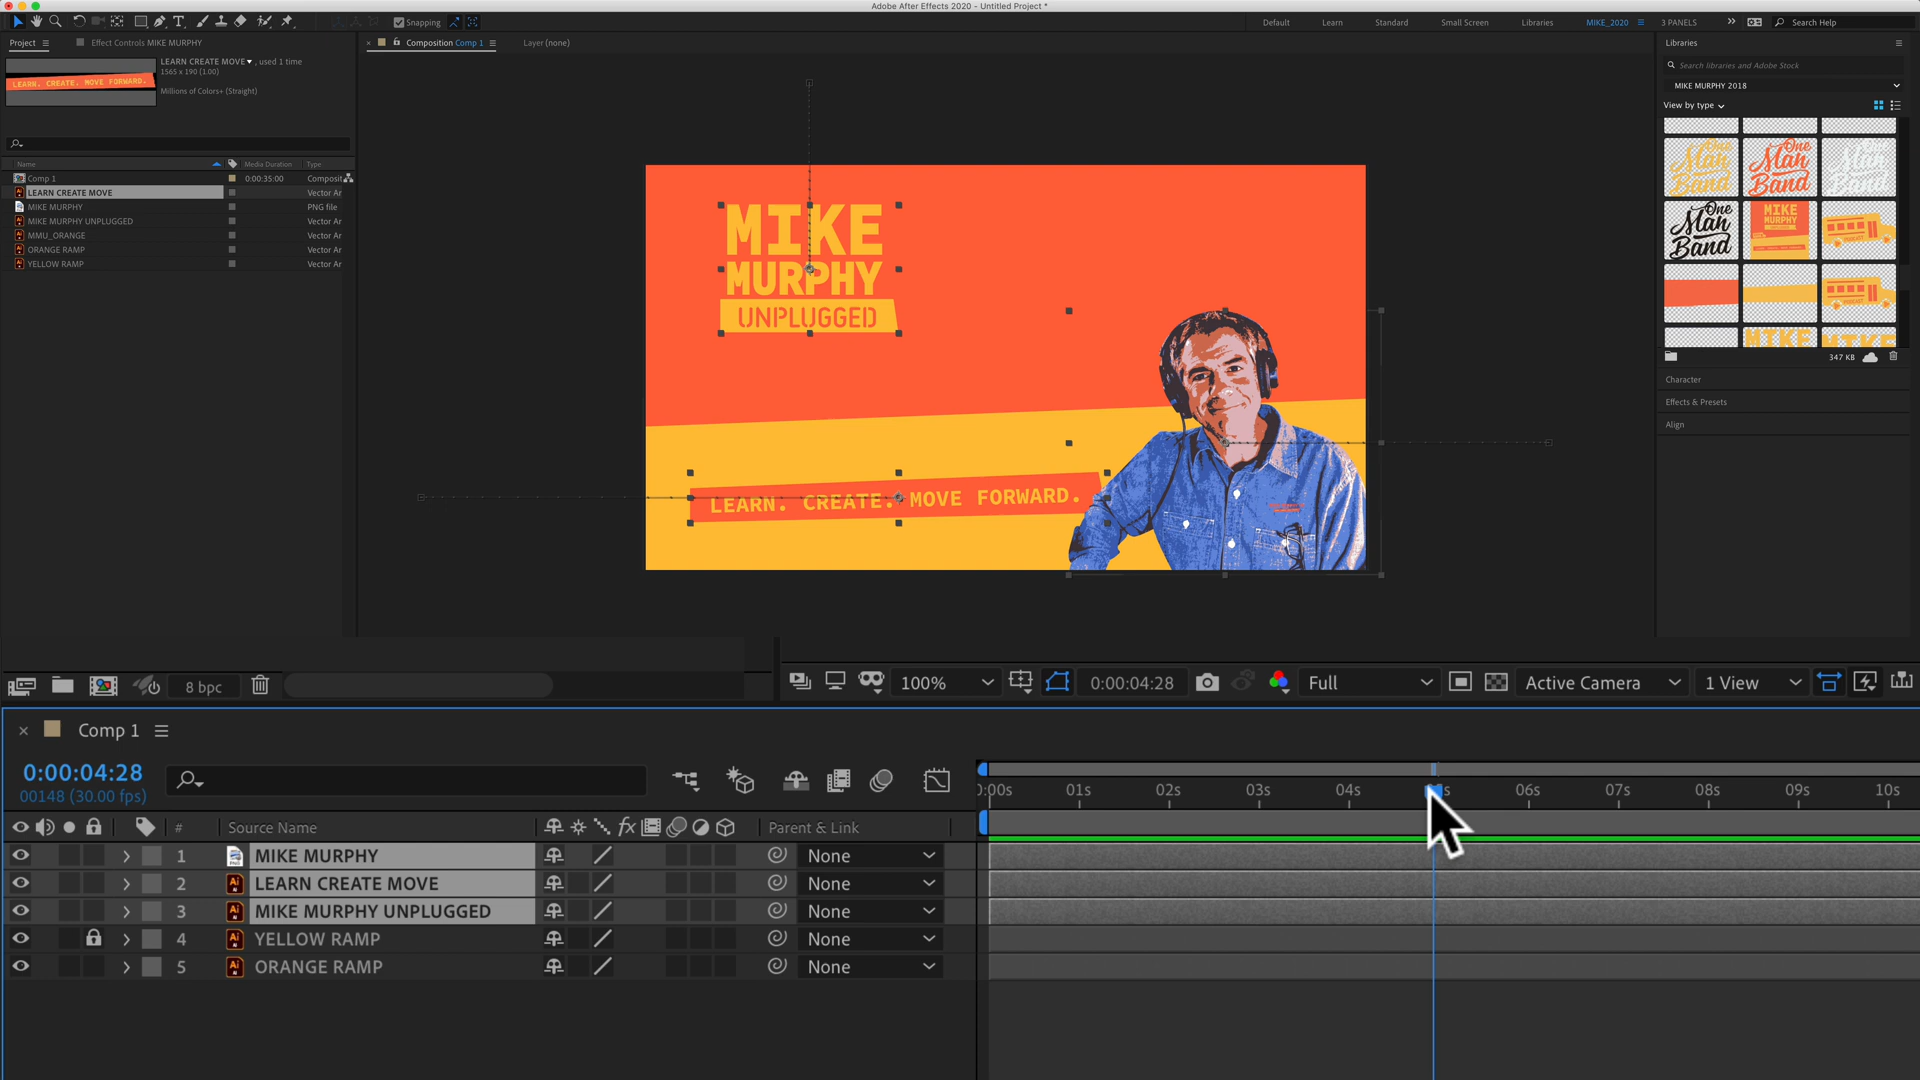 Adobe After Effects 2020 - Untitled Project *
Snapping
Default
Learn
Standard
Small Screen
Libraries
MIKE_2020
3 PANELS
Search Help
Project
Effect Controls MIKE MURPHY
Composition Comp 1
Layer (none)
Libraries
LEARN. CREATE. MOVE FORWARD.
LEARN CREATE MOVE , used 1 time
1565 x 190 (1.00)
Millions of Colors+ (Straight)
Search libraries and Adobe Stock
MIKE MURPHY 2018
View by type
Name
Media Duration
Type
Comp 1
0:00:35:00
Composit
LEARN CREATE MOVE
Vector Ar
MIKE MURPHY
PNG file
MIKE MURPHY UNPLUGGED
Vector Ar
MMU_ORANGE
Vector Ar
ORANGE RAMP
Vector Ar
YELLOW RAMP
Vector Ar
MIKE
MURPHY
UNPLUGGED
LEARN. CREATE. MOVE FORWARD.
One
Man
Band
One
Man
Band
One
Man
Band
One
Man
Band
MIKE
MURPHY
347 KB
Character
Effects & Presets
Align
8 bpc
100%
0:00:04:28
Full
Active Camera
1 View
Comp 1
0:00:04:28
00148 (30.00 fps)
):00s
01s
02s
03s
04s
06s
07s
08s
09s
10s
#
Source Name
fx
Parent & Link
1
MIKE MURPHY
None
2
LEARN CREATE MOVE
None
3
MIKE MURPHY UNPLUGGED
None
4
YELLOW RAMP
None
5
ORANGE RAMP
None